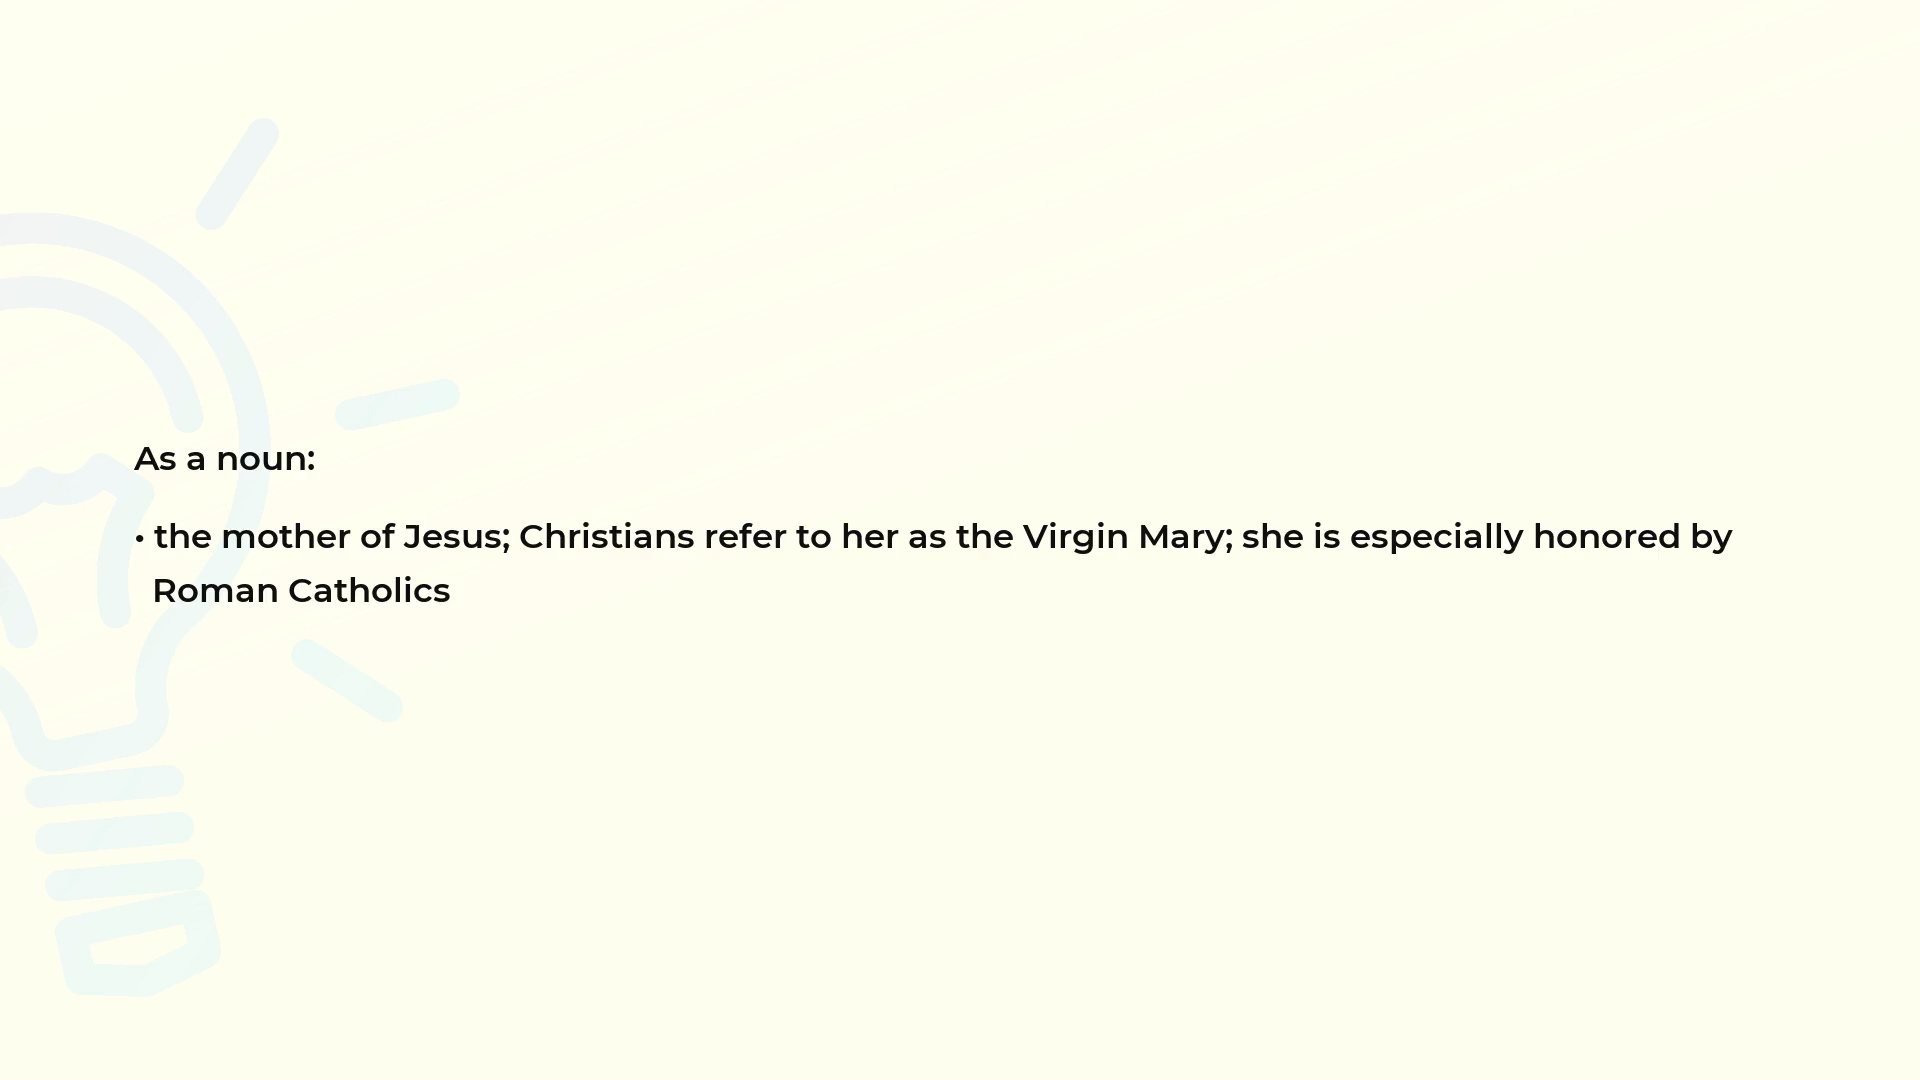 As a noun:
• the mother of Jesus; Christians refer to her as the Virgin Mary; she is especially honored by
Roman Catholics